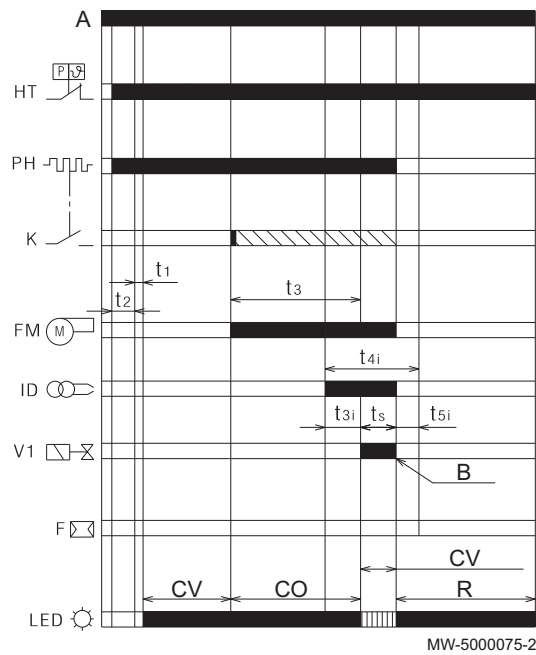 A
P ϑ
HT
PH
K
t1
t2
t3
FM M
t4i
ID
t3i ts t5i
V1
B
F
CV
CV CO R
LED
MW-5000075-2